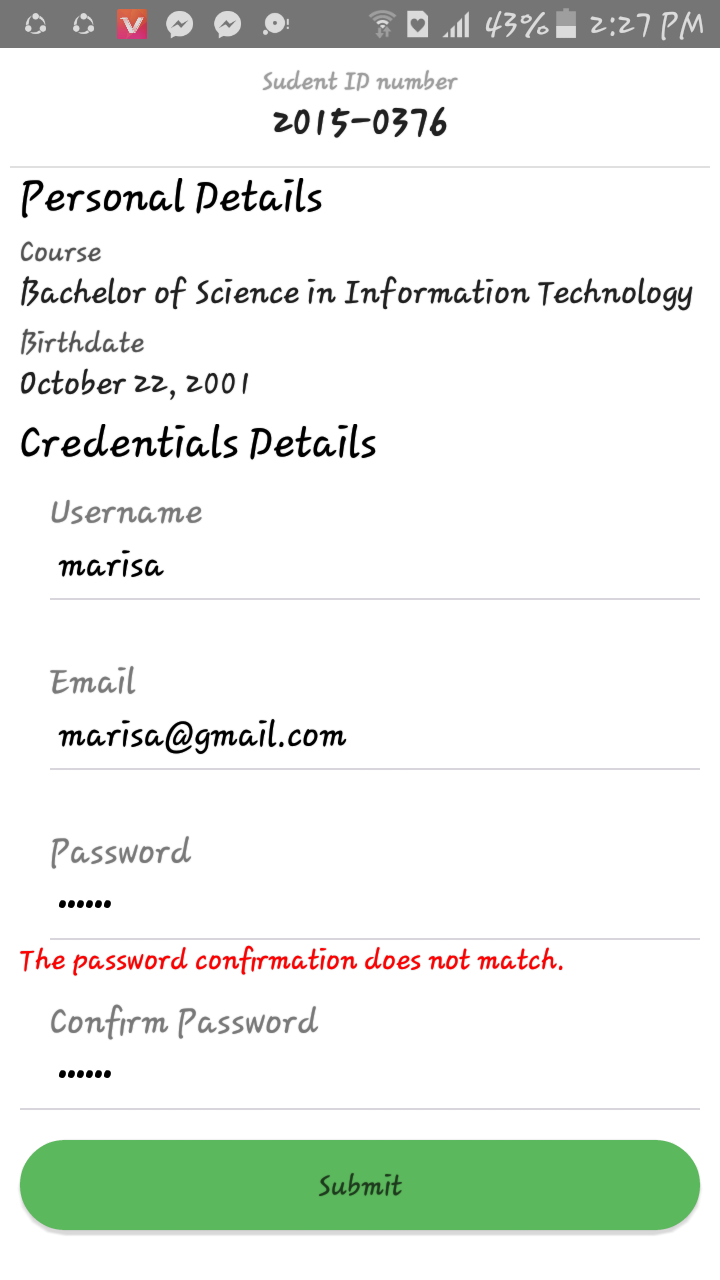 43% 2:27 PM
Sudent ID number
2015-0376
Personal Details
Course
Bachelor of Science in Information Technology
Birthdate
October 22, 2001
Credentials Details
Username
marisa
Email
marisa@gmail.com
Password
••••••
The password confirmation does not match.
Confirm Password
••••••
Submit